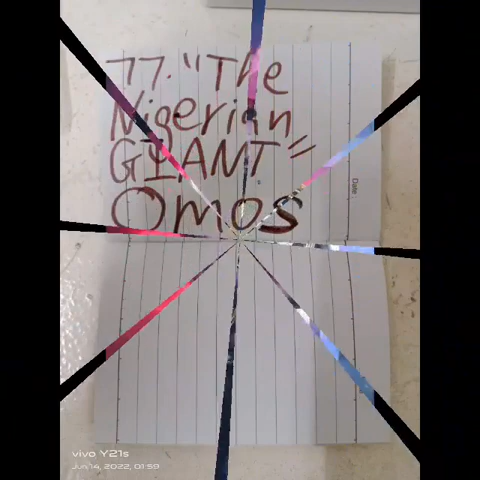 77. "The
Nigerian
GIANT"
Omos
Date:
vivo Y21s
Jun 14, 2022, 01:59